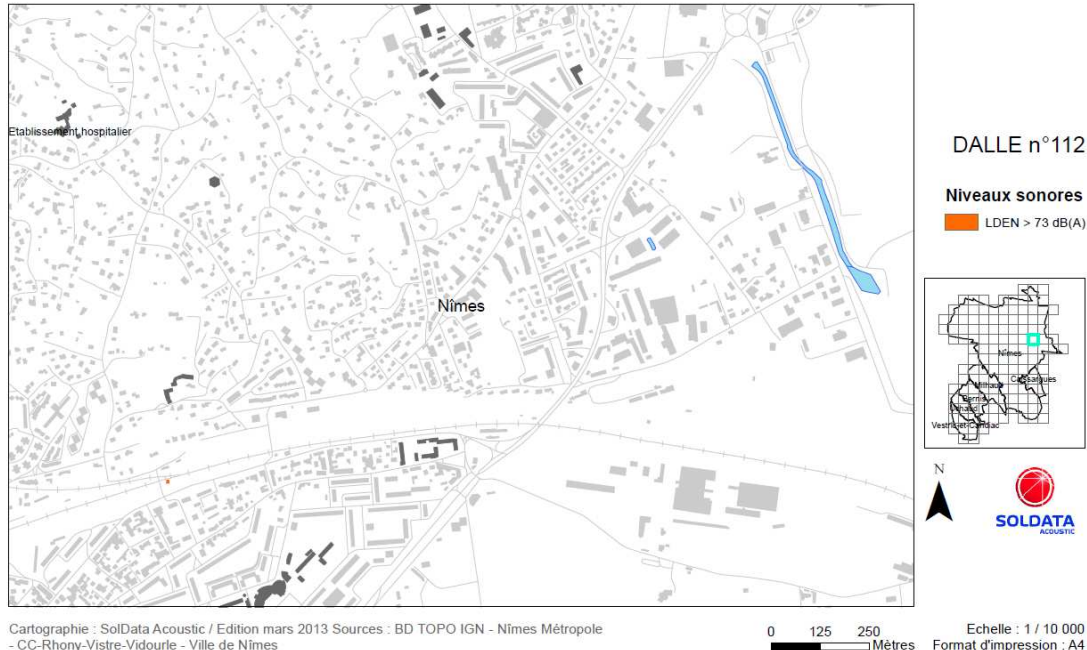 Etablissement hospitalier
Nîmes
DALLE n°112
Niveaux sonores
LDEN > 73 dB(A)
Nîmes
Caissargues
Milhaud
Bernis
Uchaud
Vestric-et-Candiac
N
SOLDATA
ACOUSTIC
Cartographie : SolData Acoustic / Edition mars 2013 Sources : BD TOPO IGN - Nîmes Métropole
- CC-Rhony-Vistre-Vidourle - Ville de Nîmes
0 125 250
Mètres
Echelle : 1 / 10 000
Format d'impression : A4